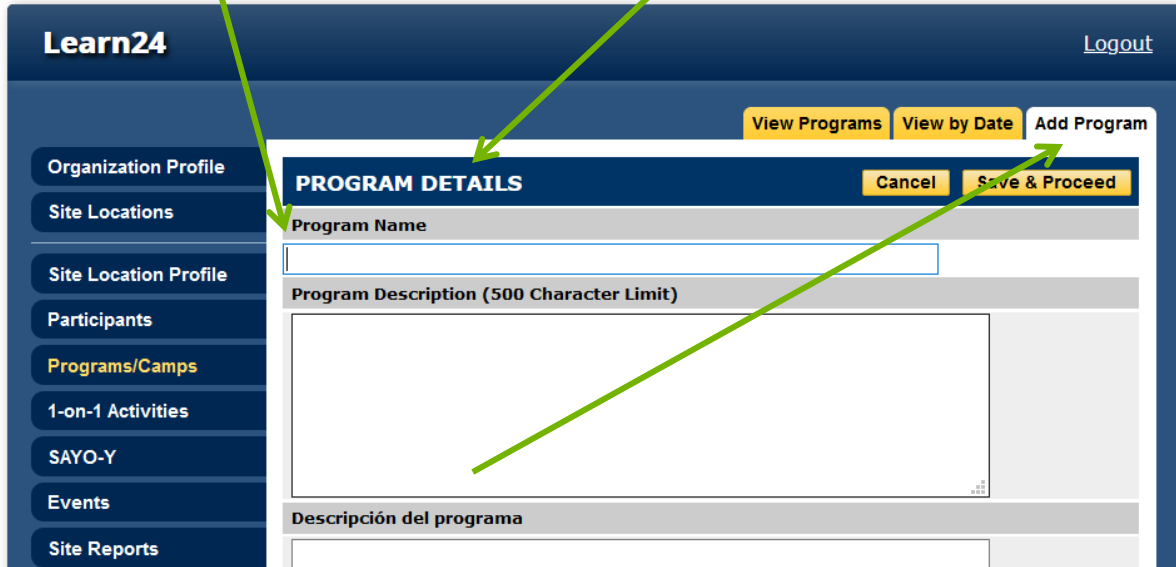 Learn24
Logout
View Programs View by Date Add Program
Organization Profile
Site Locations
Site Location Profile
Participants
Programs/Camps
1-on-1 Activities
SAYO-Y
Events
Site Reports
PROGRAM DETAILS Cancel Save & Proceed
Program Name
Program Description (500 Character Limit)
Descripción del programa